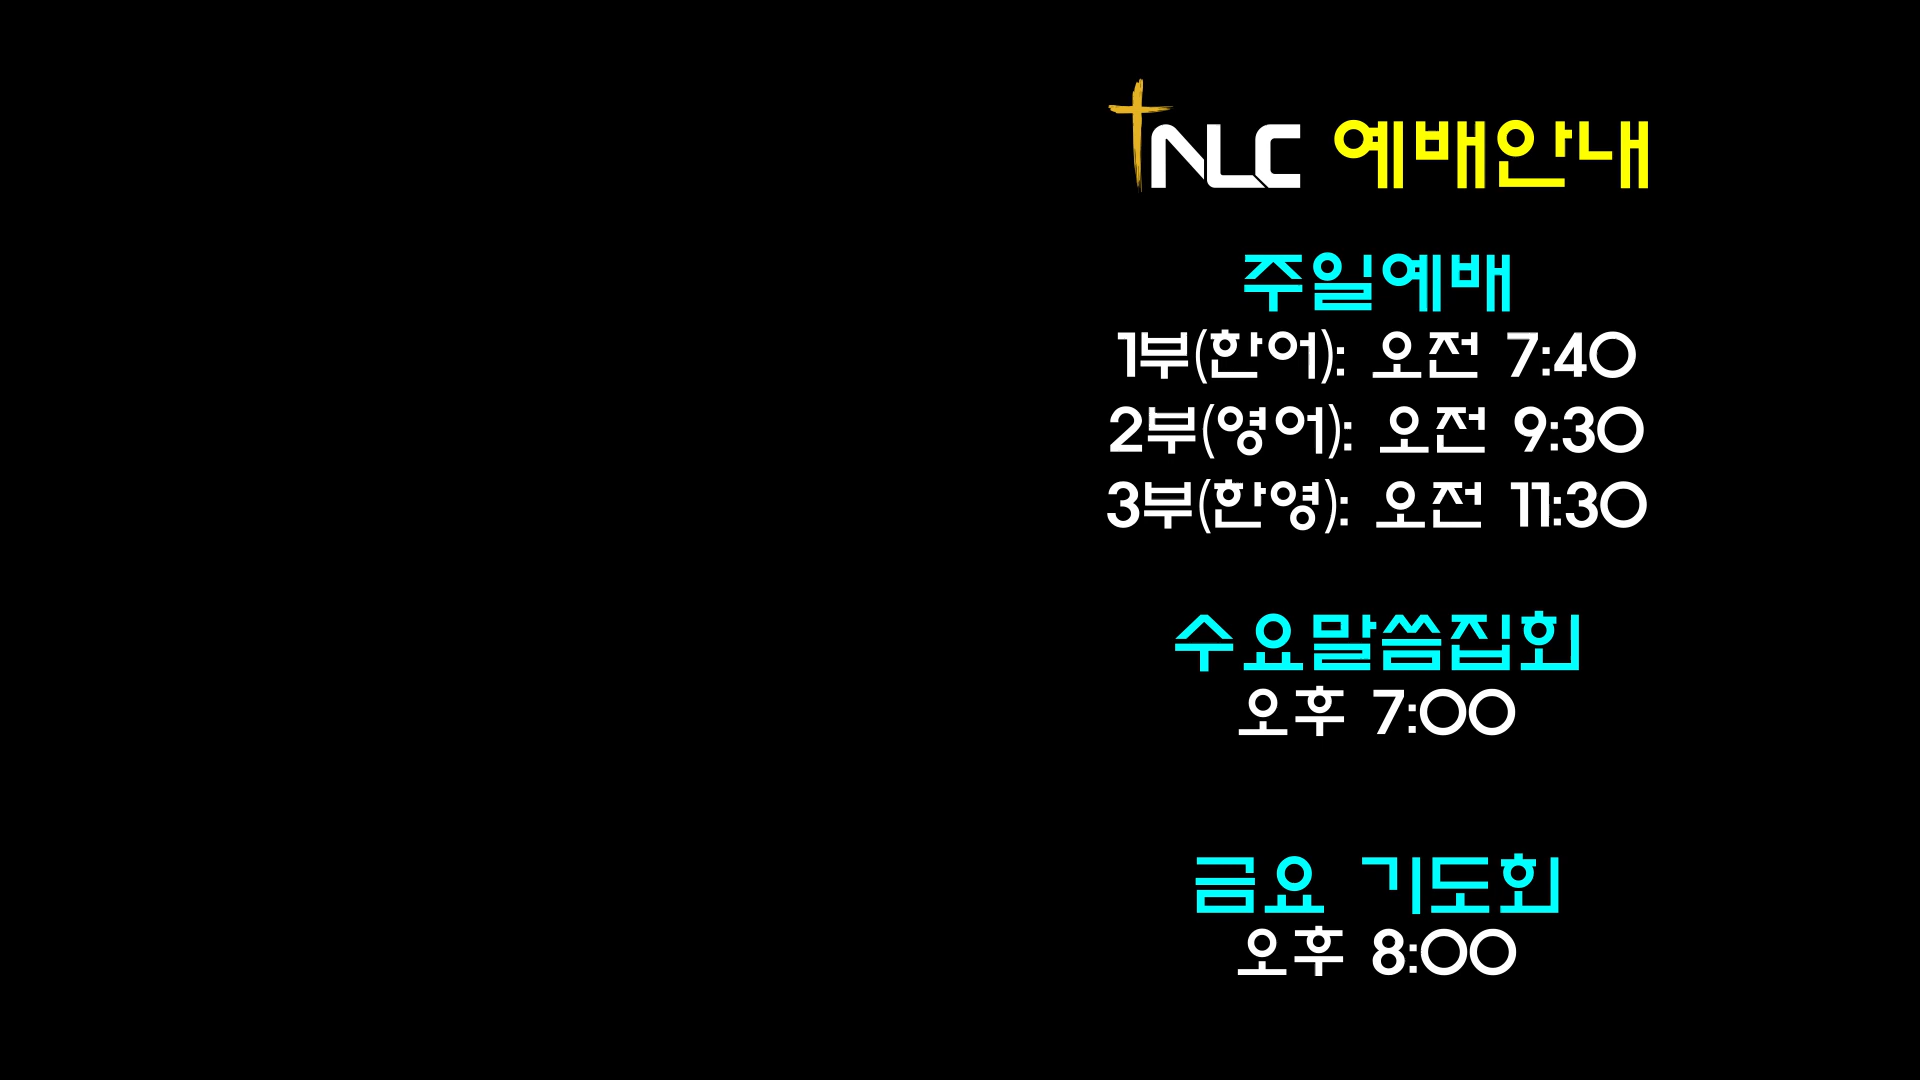 NLC 예배안내
주일예배
1부(한어): 오전 7:40
2부(영어): 오전 9:30
3부(한영): 오전 11:30
수요말씀집회
오후 7:00
금요 기도회
오후 8:00